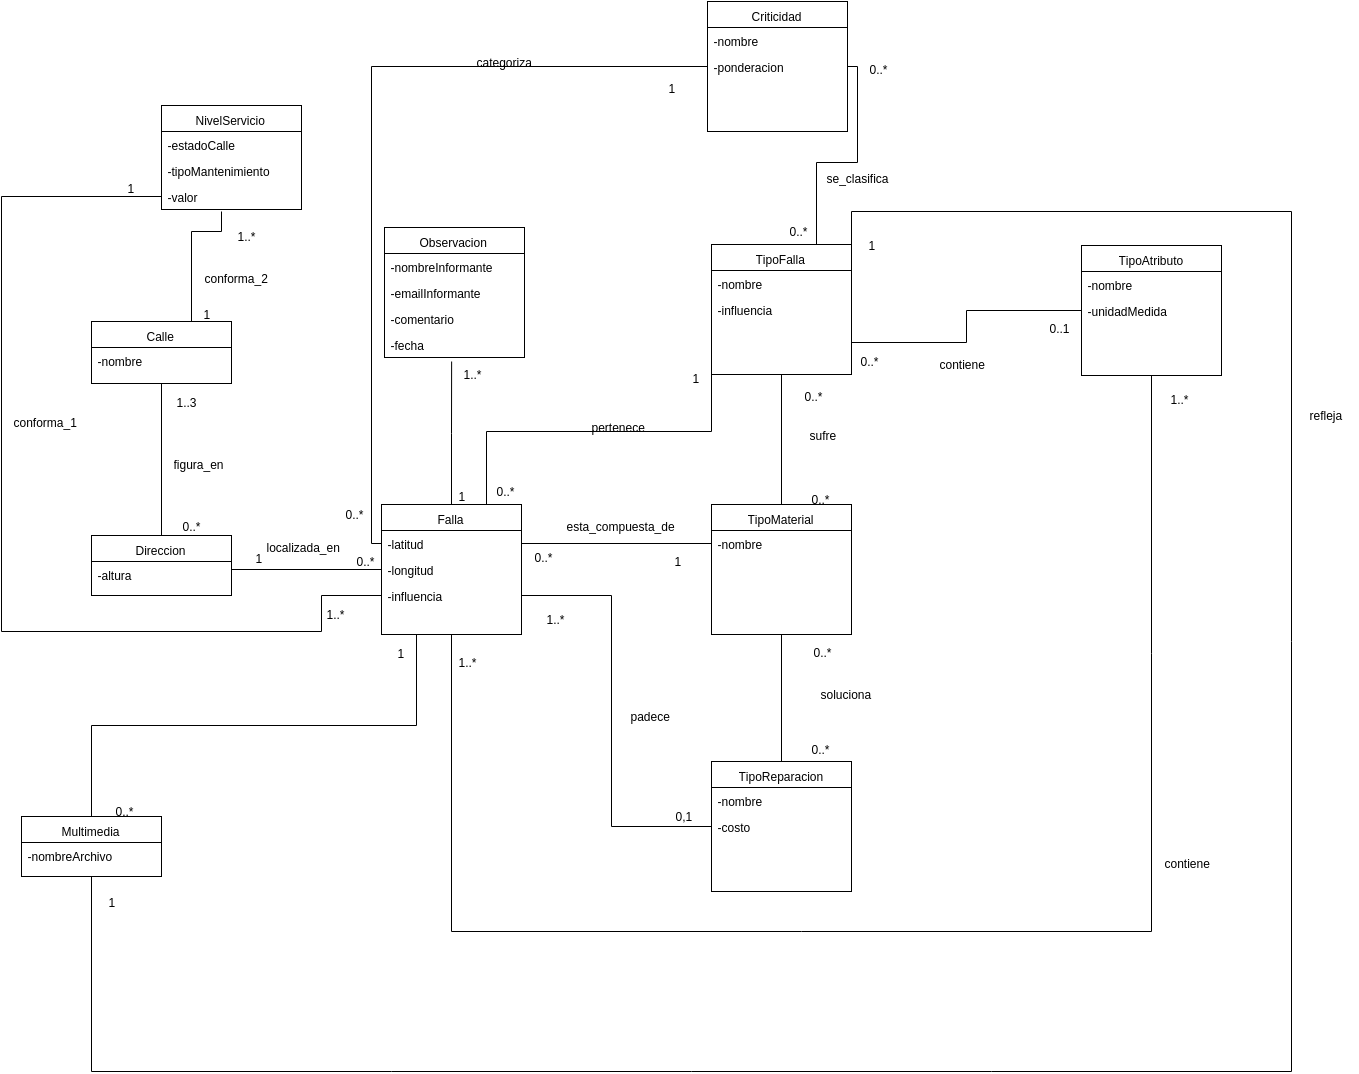 Criticidad
-nombre
-ponderacion
categoriza
1
0..*
NivelServicio
-estadoCalle
-tipoMantenimiento
-valor
1
1..*
conforma_2
1
se_clasifica
0..*
Observacion
-nombreInformante
-emailInformante
-comentario
-fecha
1..*
TipoFalla
-nombre
-influencia
1
TipoAtributo
-nombre
-unidadMedida
0..1
0..*
contiene
Calle
-nombre
1..3
conforma_1
figura_en
0..*
1
pertenece
0..*
sufre
0..*
1..*
refleja
0..*
1
0..*
Direccion
-altura
localizada_en
1
0..*
Falla
-latitud
-longitud
-influencia
esta_compuesta_de
0..*
1
TipoMaterial
-nombre
1..*
1..*
1
1..*
0..*
soluciona
padece
0..*
TipoReparacion
-nombre
-costo
0,1
0..*
Multimedia
-nombreArchivo
1
contiene